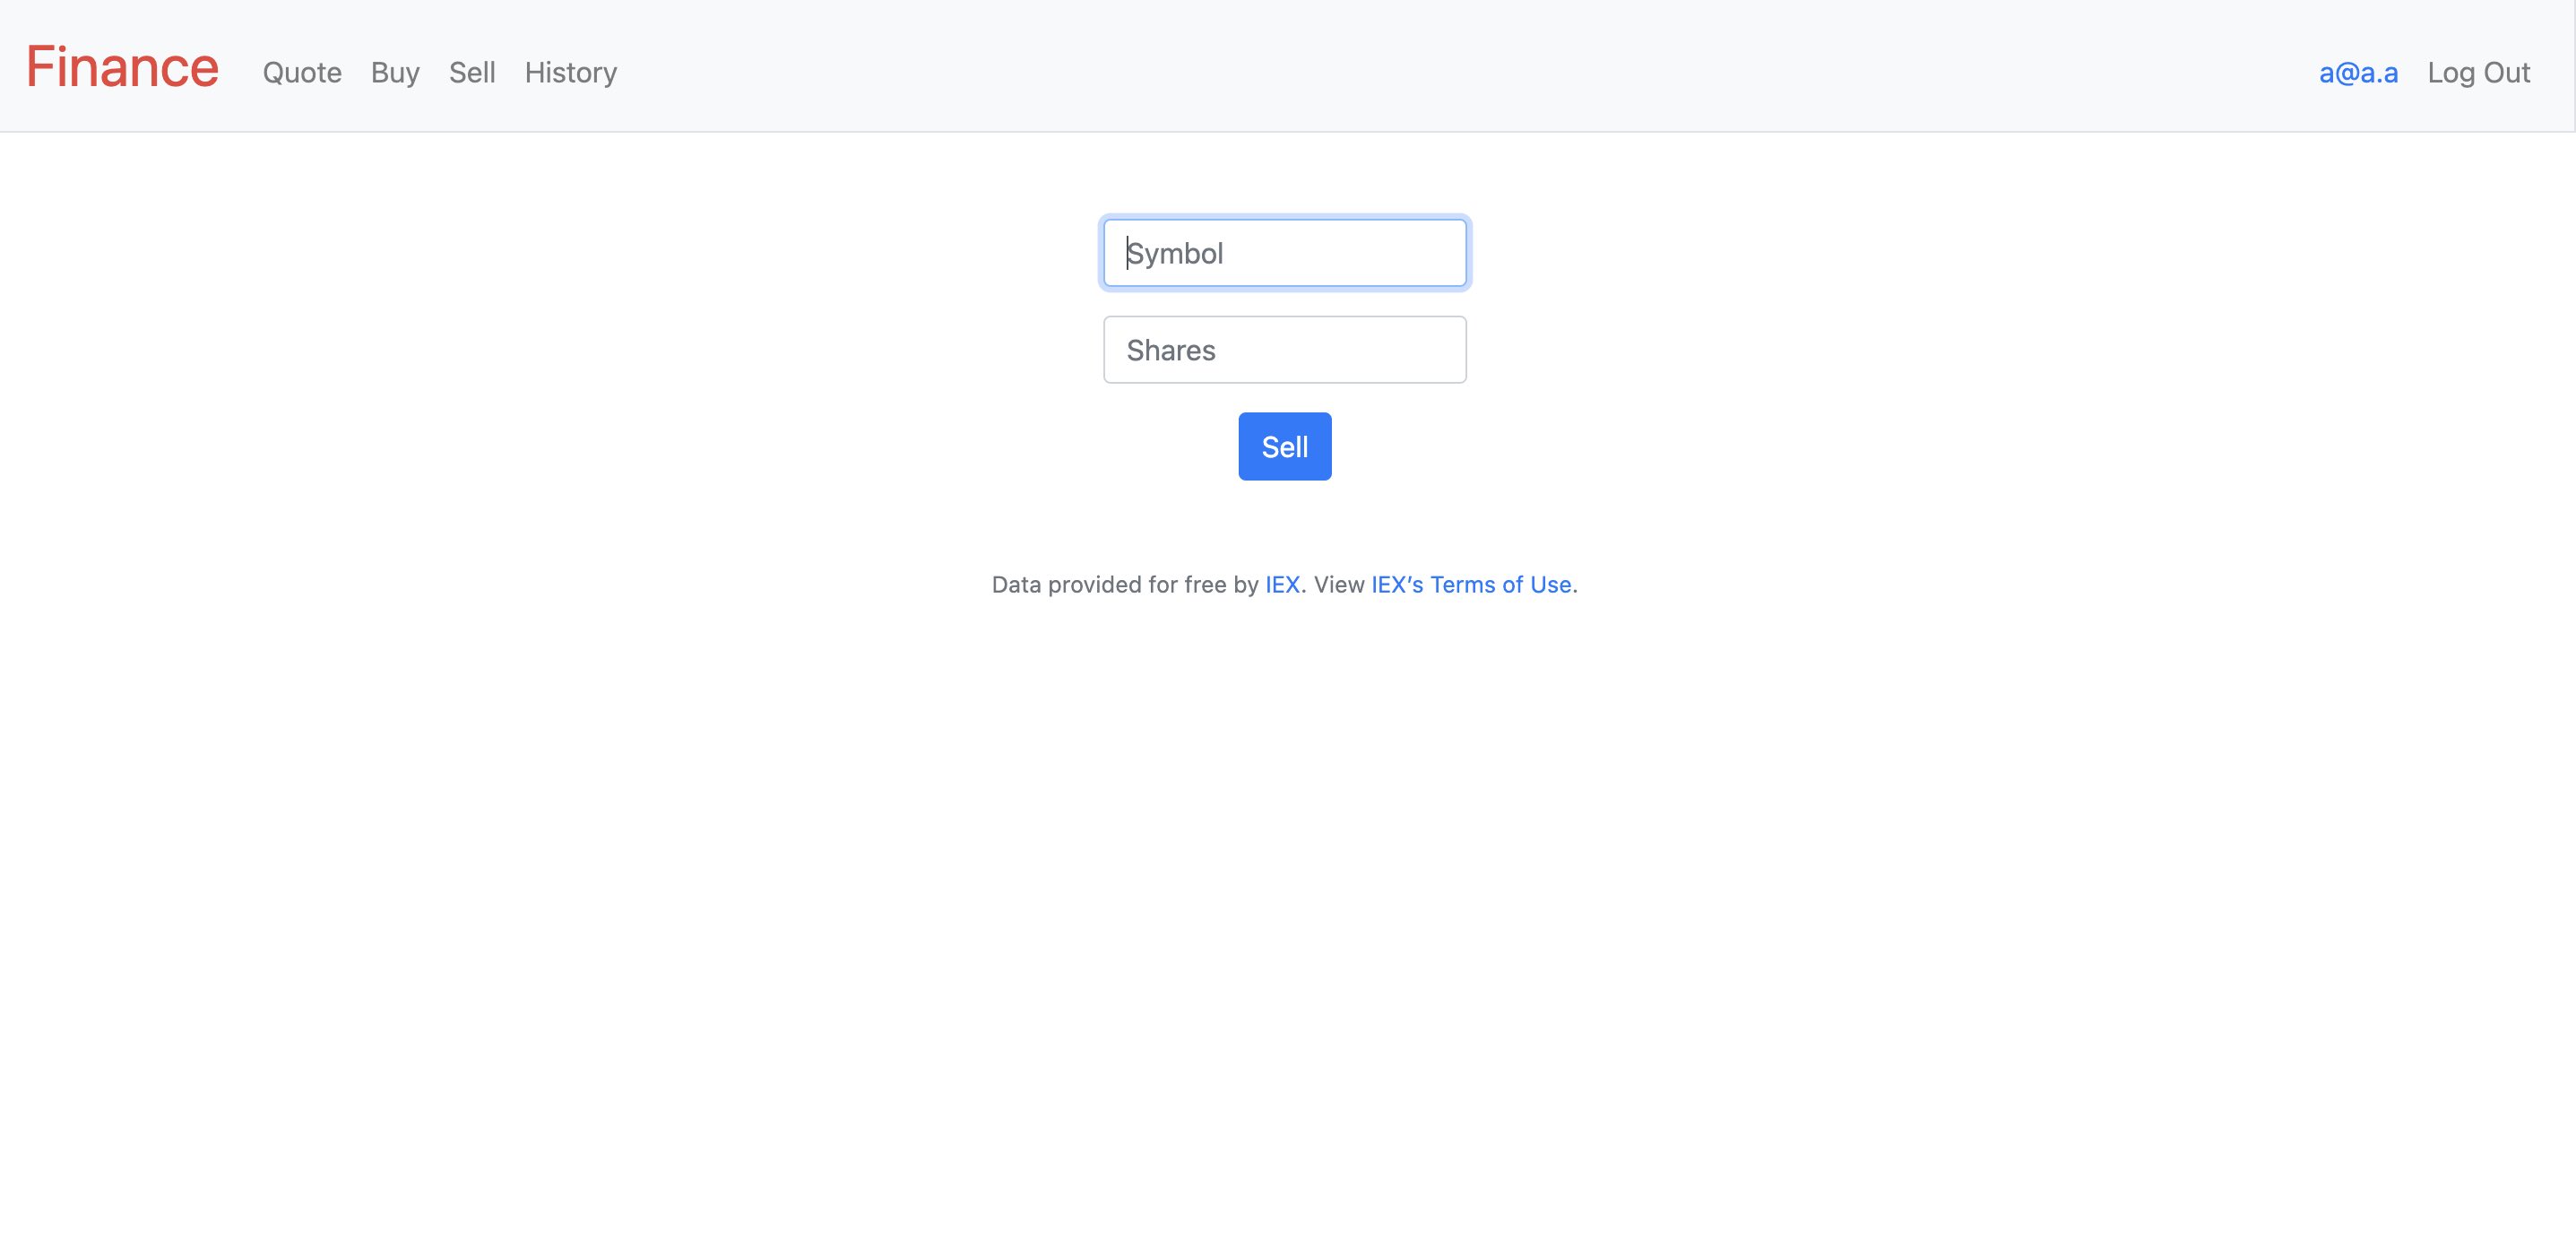 Finance Quote Buy Sell History a@a.a Log Out
Symbol
Shares
Sell
Data provided for free by IEX. View IEX’s Terms of Use.